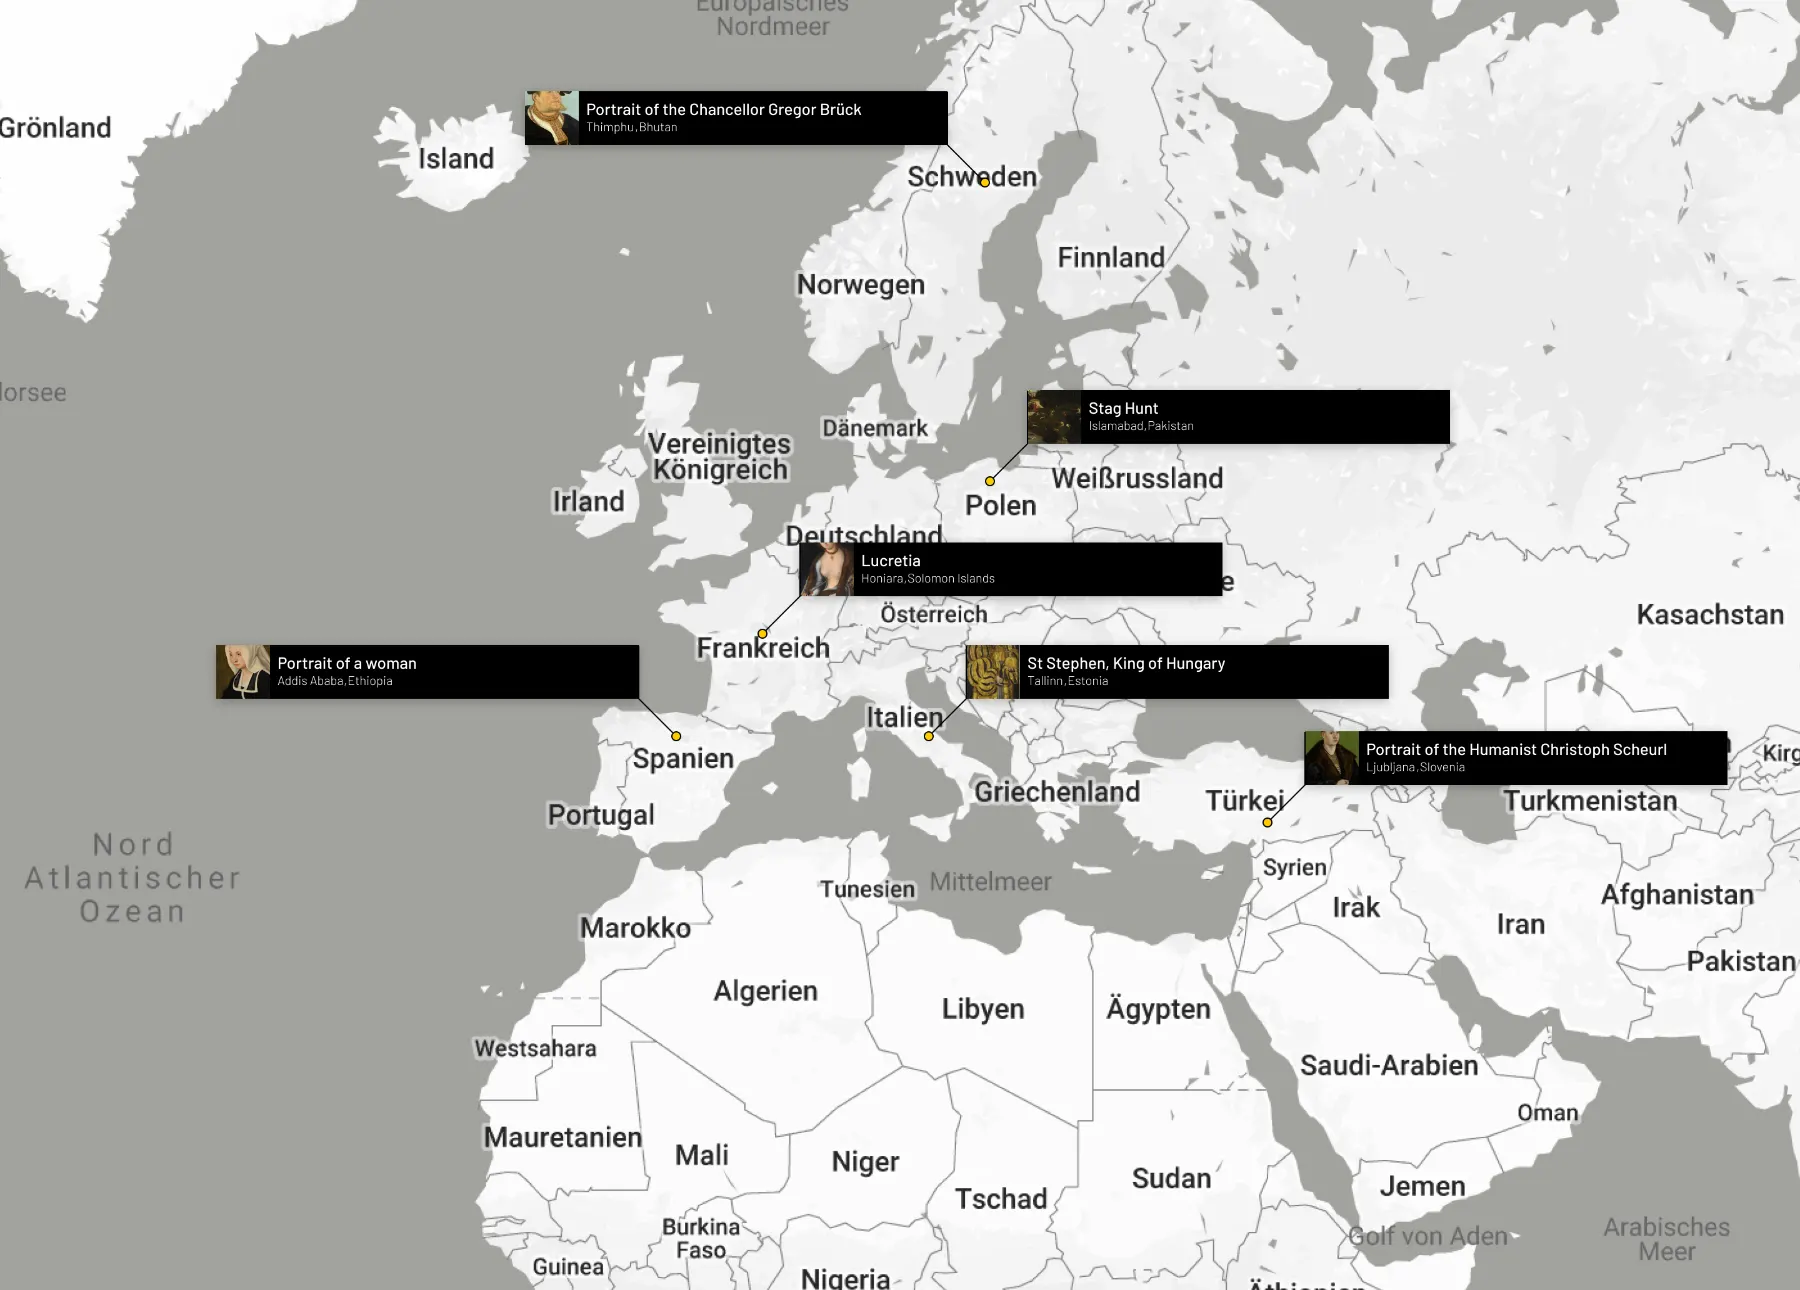 Europäisches
Nordmeer
Portrait of the Chancellor Gregor Brück
Thimphu,Bhutan
Grönland
Island
Schweden
Finnland
Norwegen
Stag Hunt
Islamabad,Pakistan
Dänemark
Vereinigtes
Königreich
Weißrussland
Irland
Polen
Deutschland
Lucretia
Honiara,Solomon Islands
Österreich
Kasachstan
Frankreich
Portrait of a woman
Addis Ababa,Ethiopia
St Stephen, King of Hungary
Tallinn,Estonia
Italien
Portrait of the Humanist Christoph Scheurl
Ljubljana,Slovenia
Kirg
Spanien
Griechenland
Türkei
Turkmenistan
Portugal
Nord
Atlantischer
Ozean
Syrien
Tunesien
Mittelmeer
Afghanistan
Irak
Iran
Marokko
Pakistan
Algerien
Libyen
Ägypten
Westsahara
Saudi-Arabien
Oman
Mauretanien
Mali
Niger
Sudan
Jemen
Tschad
Burkina
Faso
Golf von Aden
Arabisches
Meer
Guinea
Nigeria